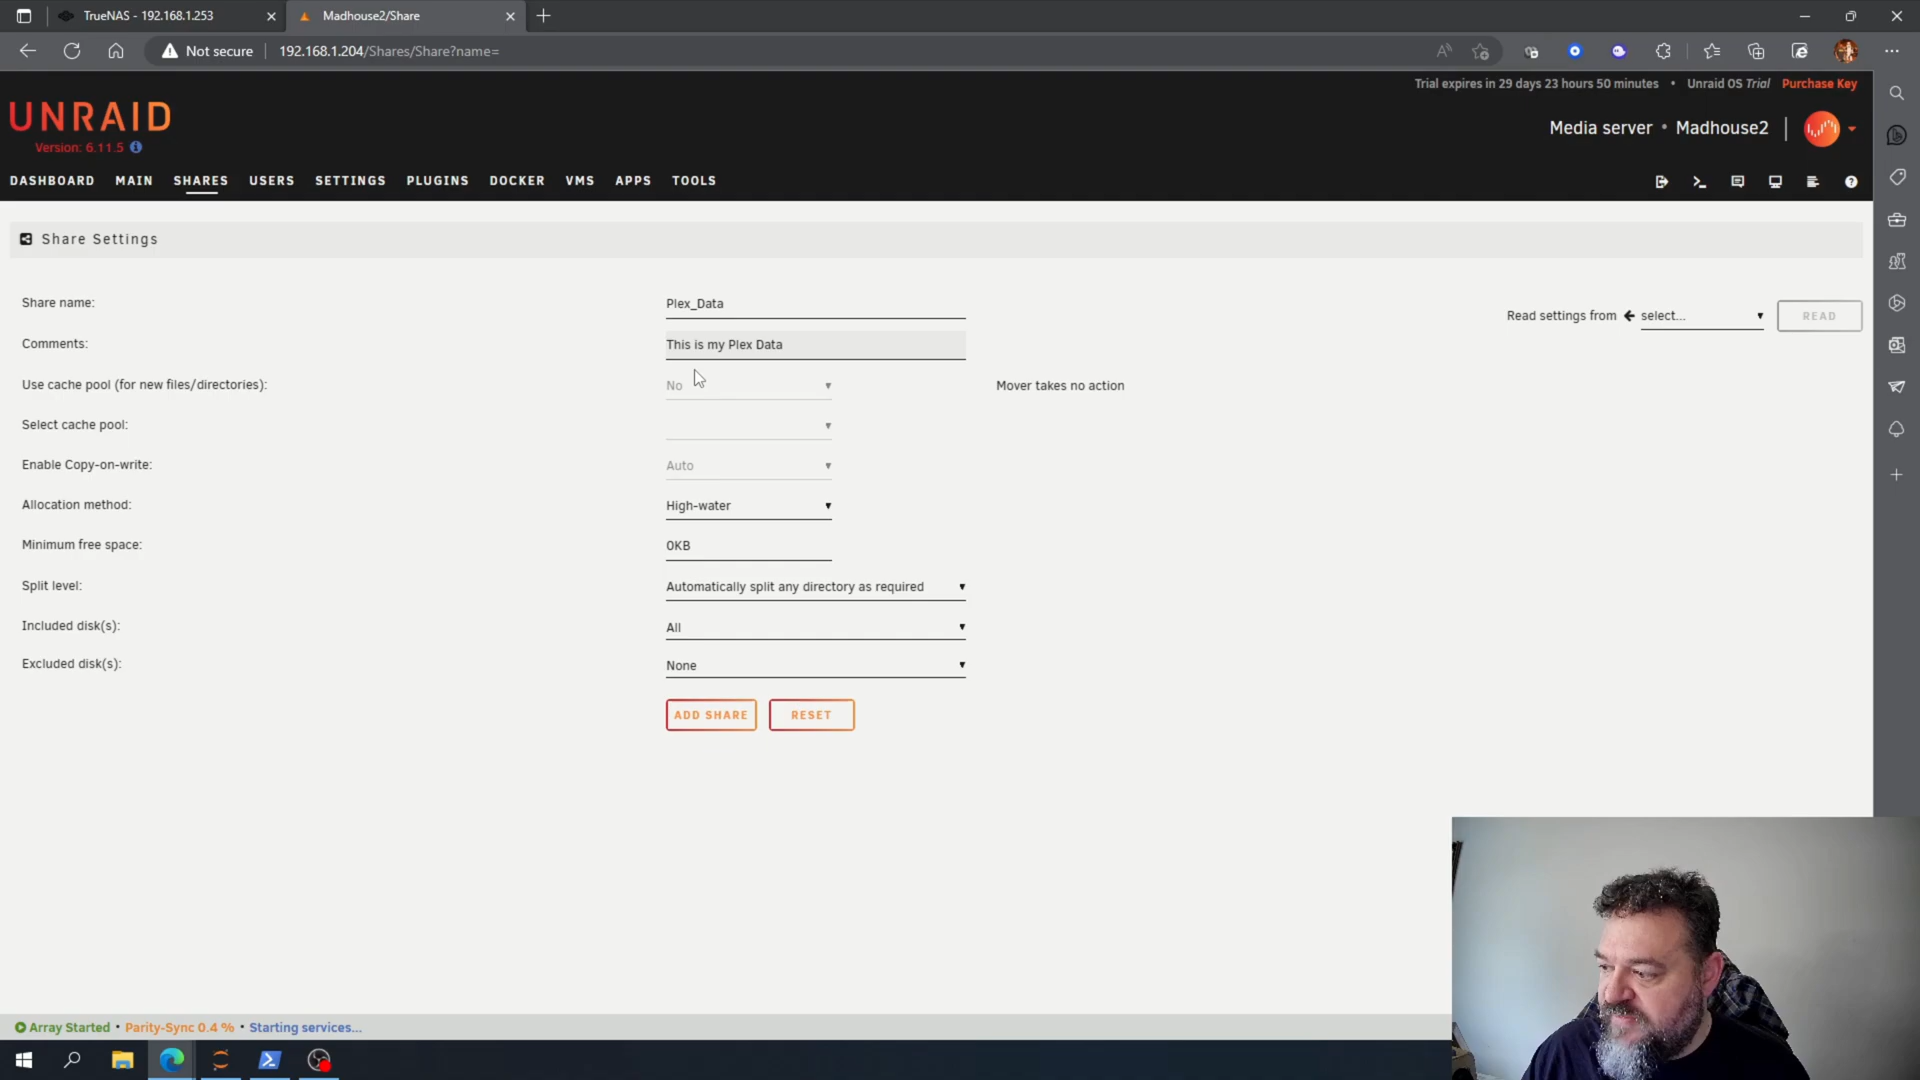 TrueNAS - 192.168.1.253
Madhouse2/Share
Not secure
192.168.1.204/Shares/Share?name=
Trial expires in 29 days 23 hours 50 minutes • Unraid OS Trial Purchase Key
UNRAID
Version: 6.11.5
Media server • Madhouse2
DASHBOARD MAIN SHARES USERS SETTINGS PLUGINS DOCKER VMS APPS TOOLS
Share Settings
Share name: Plex_Data
Read settings from select... READ
Comments: This is my Plex Data
Use cache pool (for new files/directories): No Mover takes no action
Select cache pool:
Enable Copy-on-write: Auto
Allocation method: High-water
Minimum free space: 0KB
Split level: Automatically split any directory as required
Included disk(s): All
Excluded disk(s): None
ADD SHARE RESET
Array Started • Parity-Sync 0.4 % • Starting services...